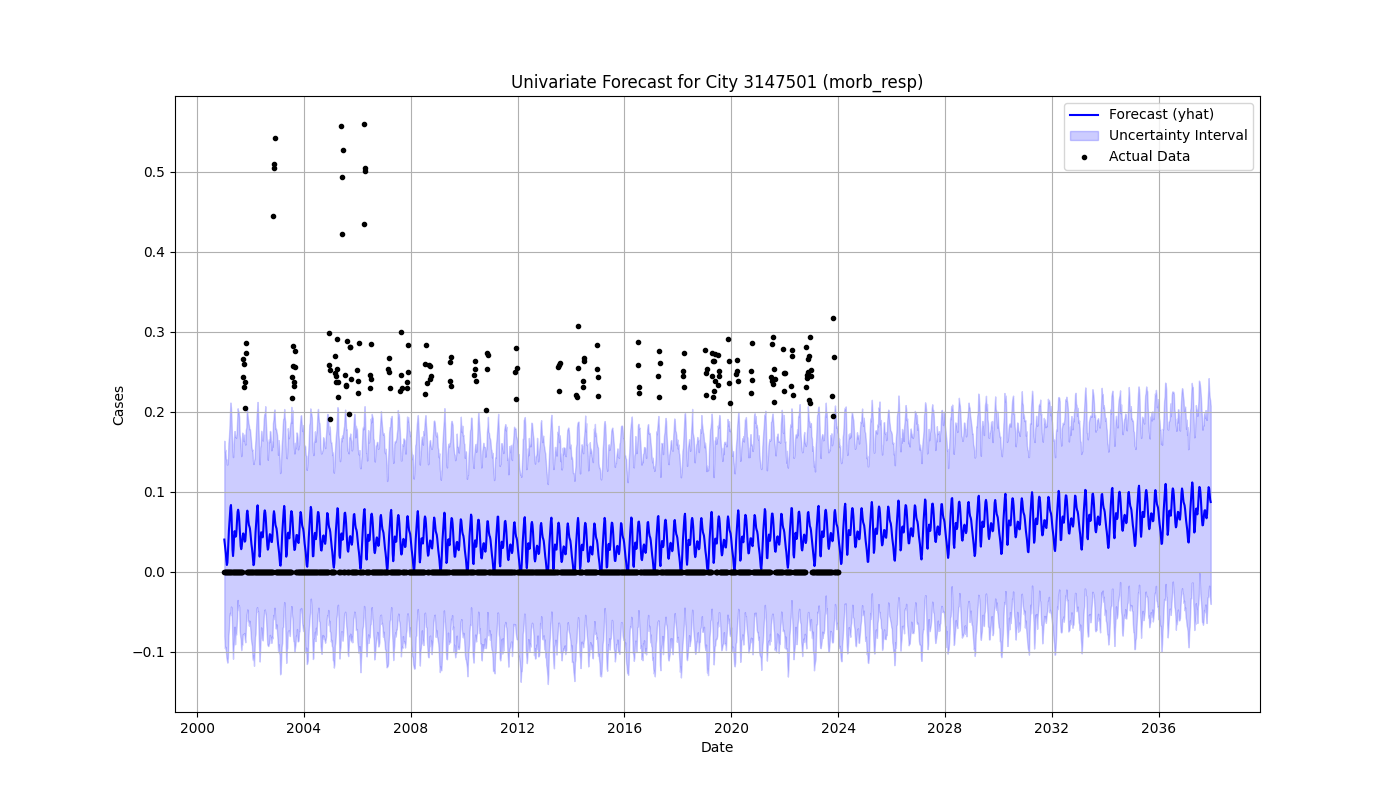 Univariate Forecast for City 3147501 (morb_resp)
Forecast (yhat)
Uncertainty Interval
Actual Data
Cases
0.5
0.4
0.3
0.2
0.1
0.0
−0.1
2000 2004 2008 2012 2016 2020 2024 2028 2032 2036
Date